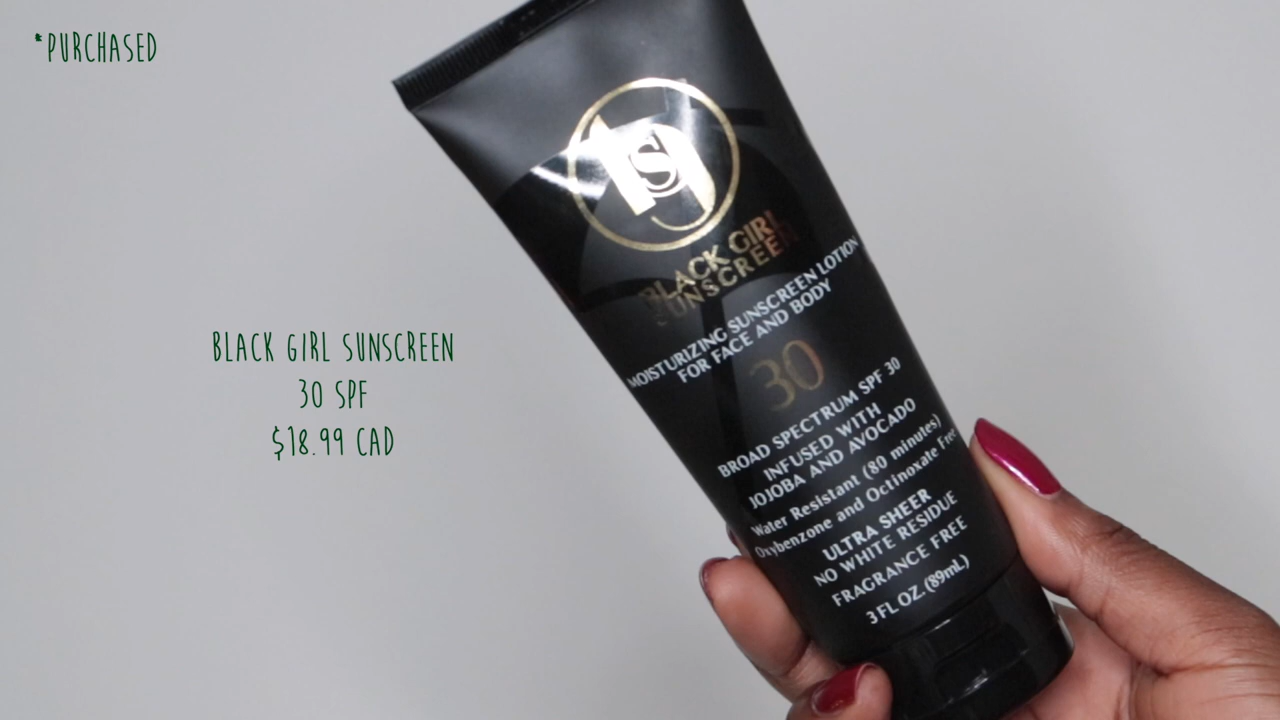 *PURCHASED
BLACK GIRL SUNSCREEN
30 SPF
$18.99 CAD
bgS
BLACK GIRL
SUNSCREEN
MOISTURIZING SUNSCREEN LOTION
FOR FACE AND BODY
30
BROAD SPECTRUM SPF 30
INFUSED WITH
JOJOBA AND AVOCADO
Water Resistant (80 minutes)
Oxybenzone and Octinoxate Free
ULTRA SHEER
NO WHITE RESIDUE
FRAGRANCE FREE
3 FL OZ. (89mL)